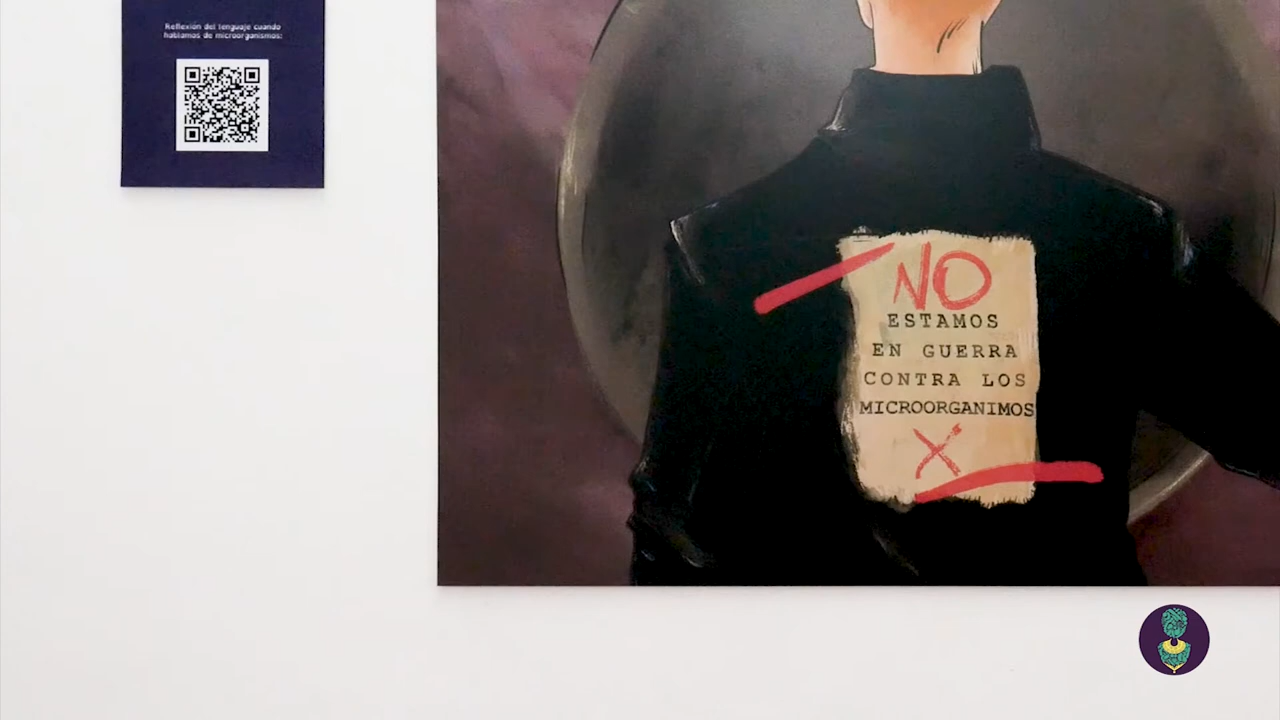 Reflexión del lenguaje cuando
hablamos de microorganismos:
NO
ESTAMOS
EN GUERRA
CONTRA LOS
MICROORGANIMOS
X